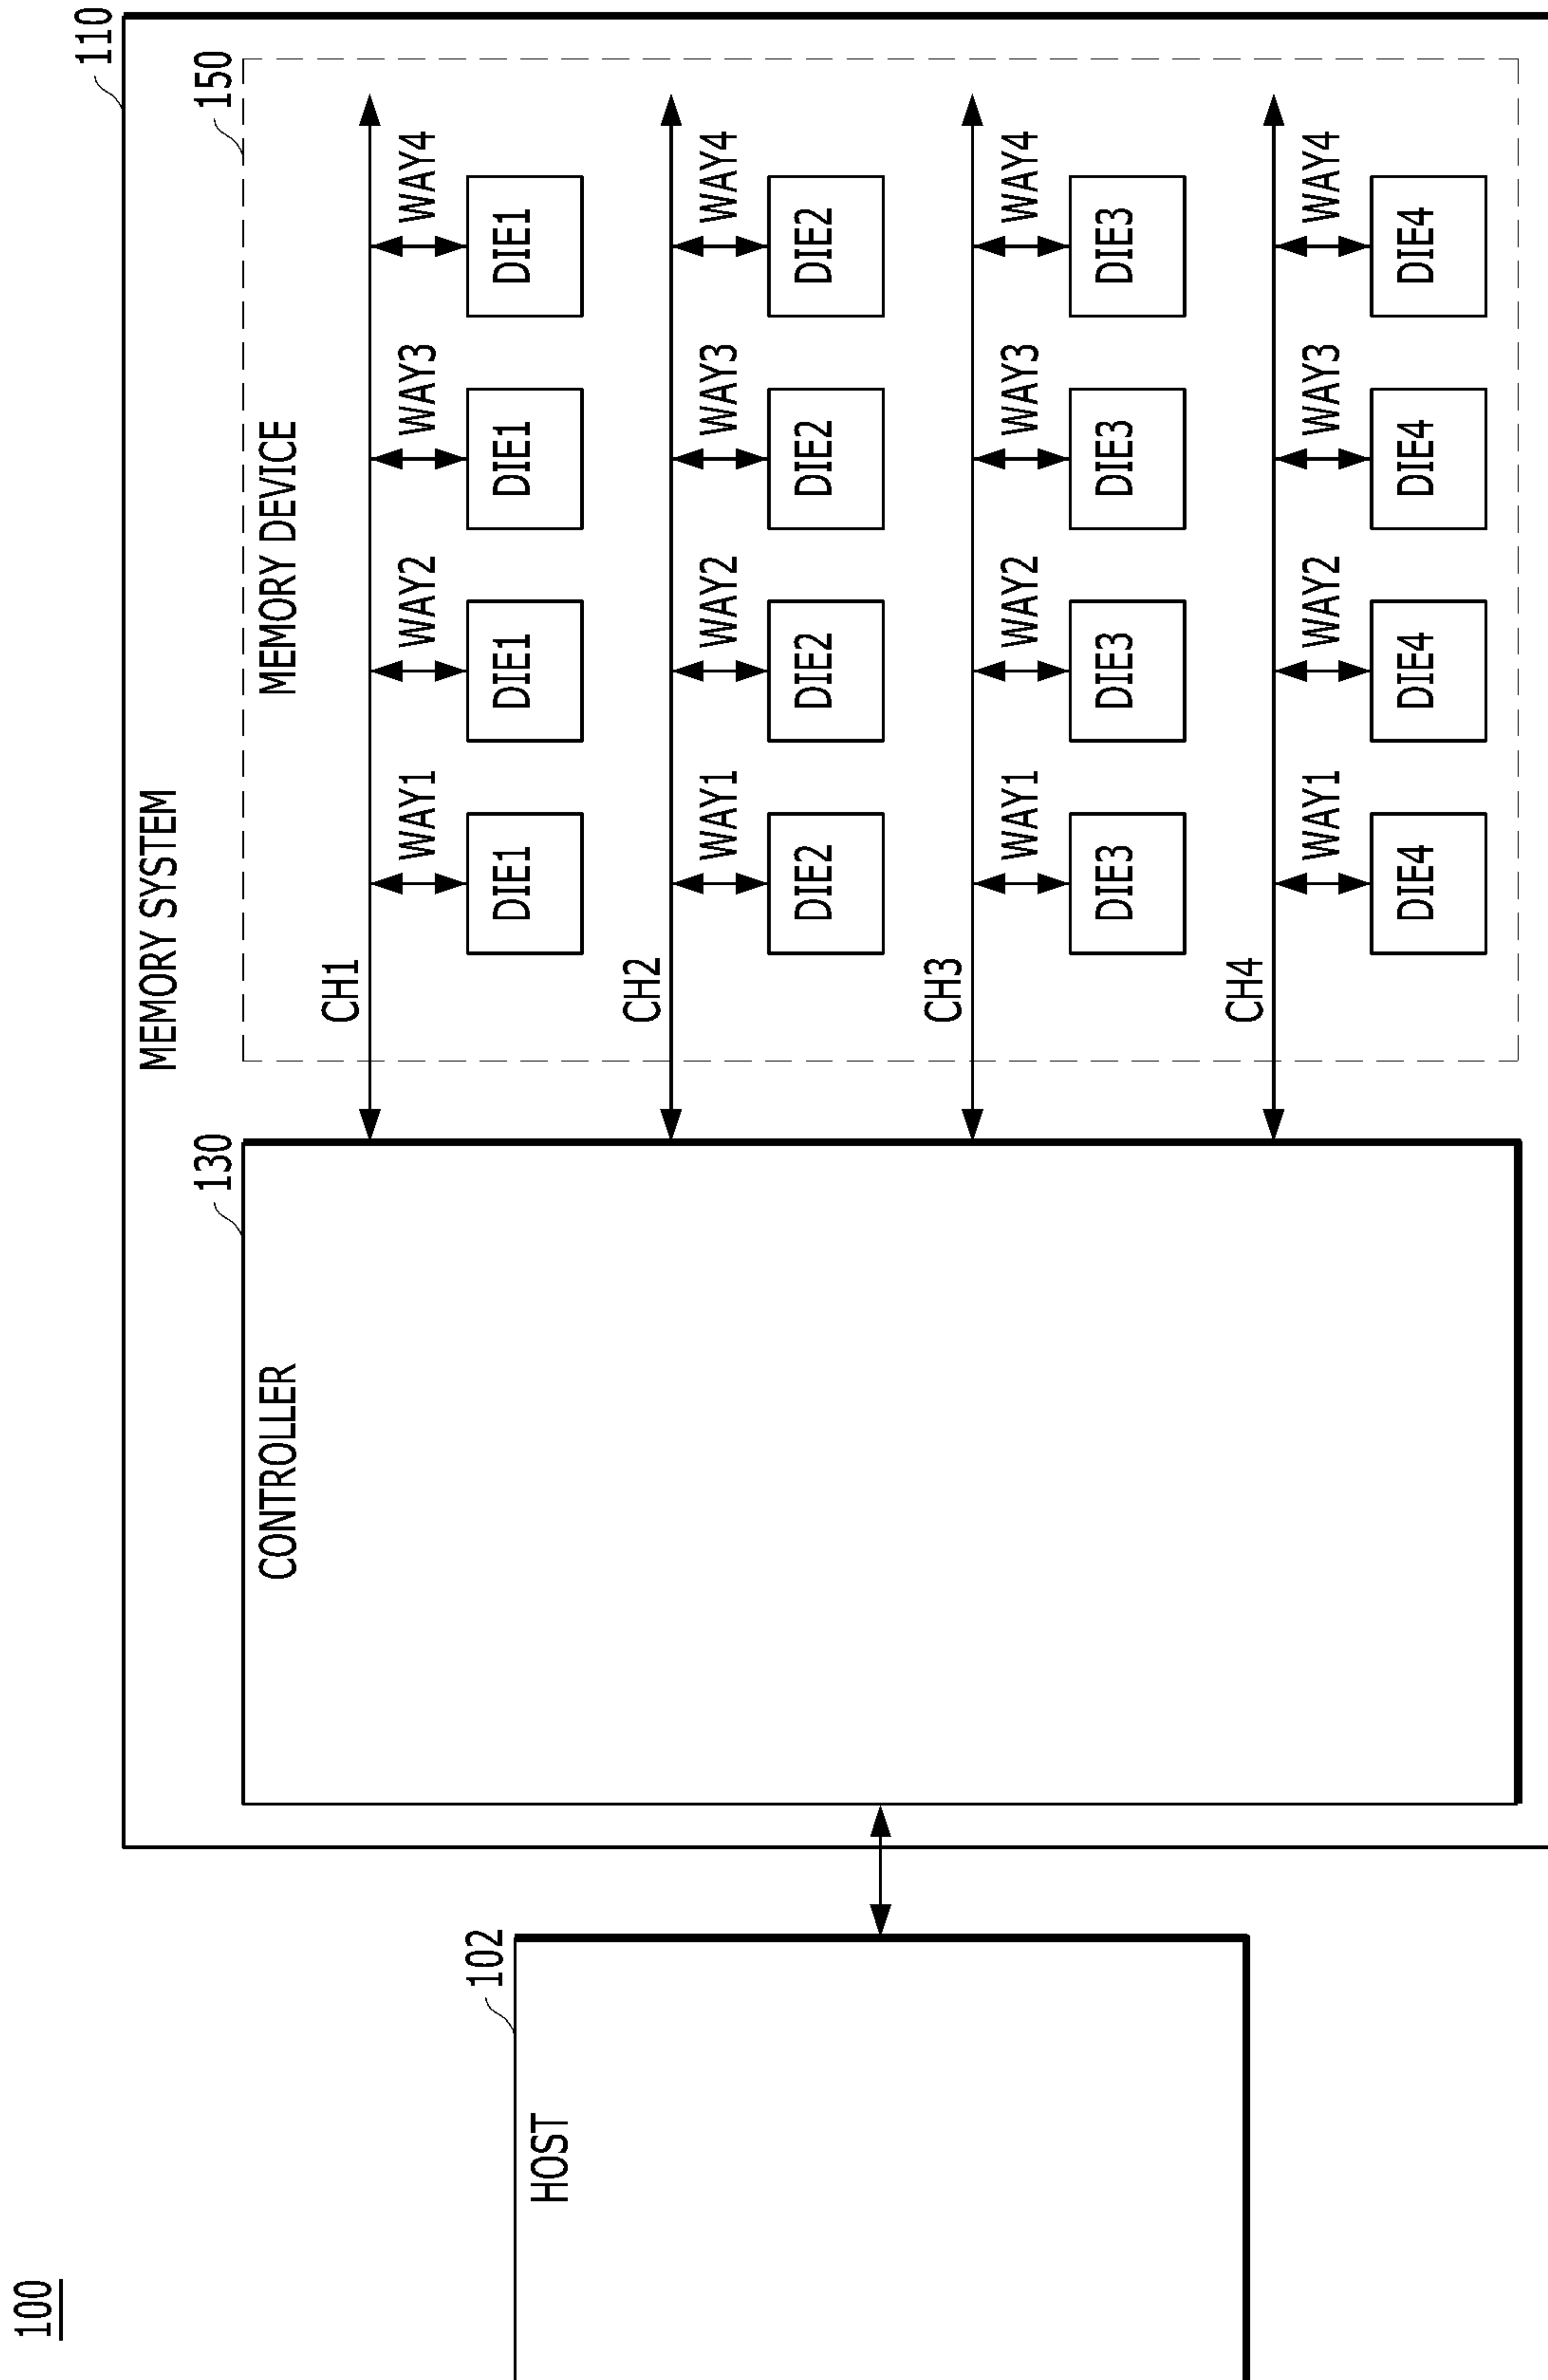 100
110
MEMORY SYSTEM
102
HOST
130
CONTROLLER
150
MEMORY DEVICE
CH1
WAY1 WAY2 WAY3 WAY4
DIE1 DIE1 DIE1 DIE1
CH2
WAY1 WAY2 WAY3 WAY4
DIE2 DIE2 DIE2 DIE2
CH3
WAY1 WAY2 WAY3 WAY4
DIE3 DIE3 DIE3 DIE3
CH4
WAY1 WAY2 WAY3 WAY4
DIE4 DIE4 DIE4 DIE4